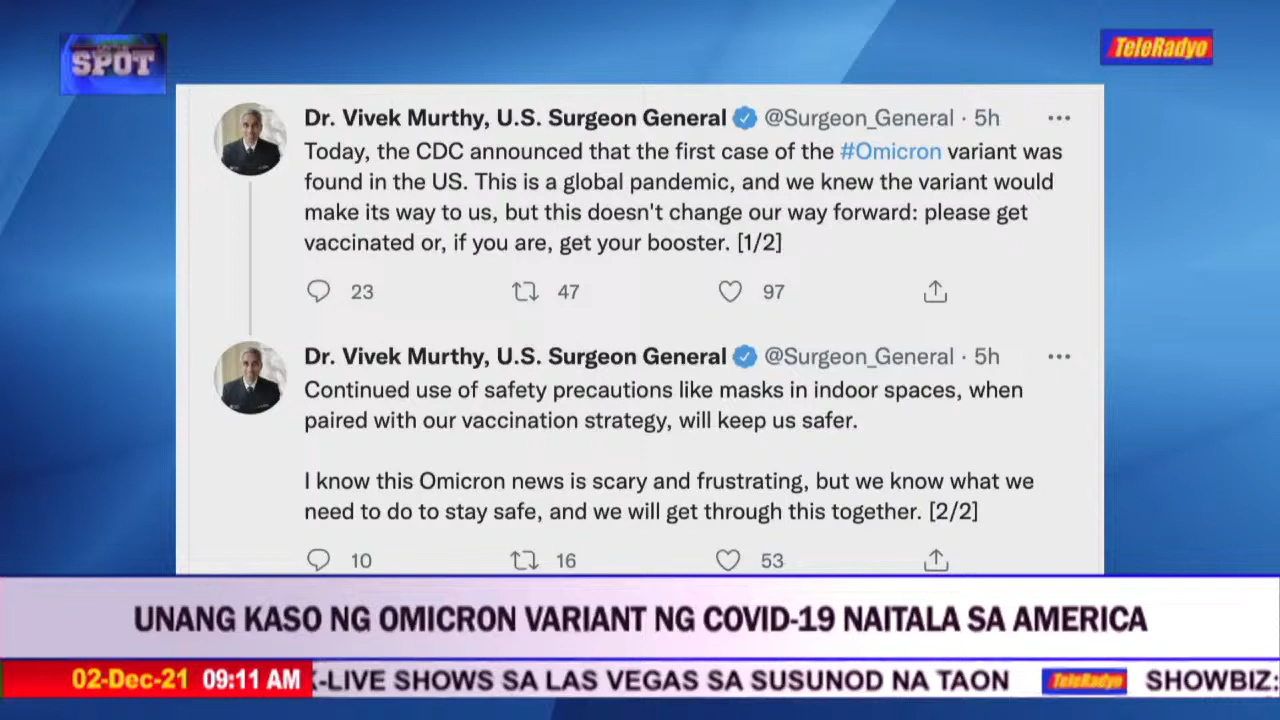 SPOT
TeleRadyo
Dr. Vivek Murthy, U.S. Surgeon General @Surgeon_General · 5h
Today, the CDC announced that the first case of the #Omicron variant was
found in the US. This is a global pandemic, and we knew the variant would
make its way to us, but this doesn't change our way forward: please get
vaccinated or, if you are, get your booster. [1/2]
23 47 97
Dr. Vivek Murthy, U.S. Surgeon General @Surgeon_General · 5h
Continued use of safety precautions like masks in indoor spaces, when
paired with our vaccination strategy, will keep us safer.
I know this Omicron news is scary and frustrating, but we know what we
need to do to stay safe, and we will get through this together. [2/2]
10 16 53
UNANG KASO NG OMICRON VARIANT NG COVID-19 NAITALA SA AMERICA
02-Dec-21 09:11 AM -LIVE SHOWS SA LAS VEGAS SA SUSUNOD NA TAON TeleRadyo SHOWBIZ: